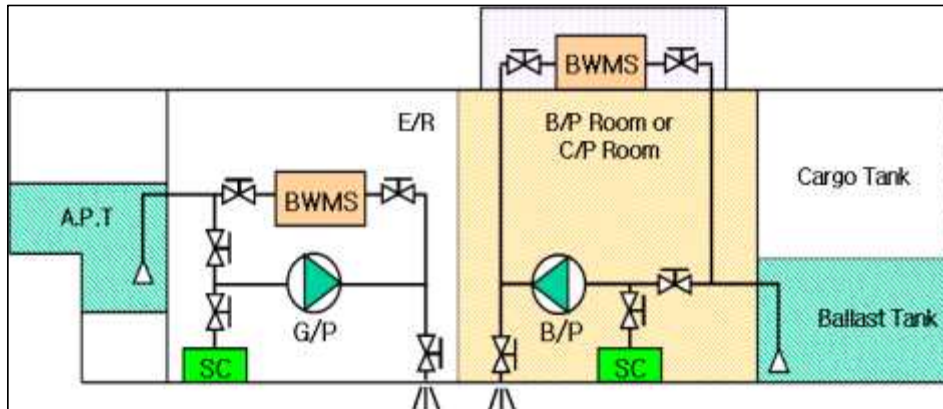 BWMS
E/R
B/P Room or
C/P Room
Cargo Tank
A.P.T
BWMS
G/P
B/P
Ballast Tank
SC
SC